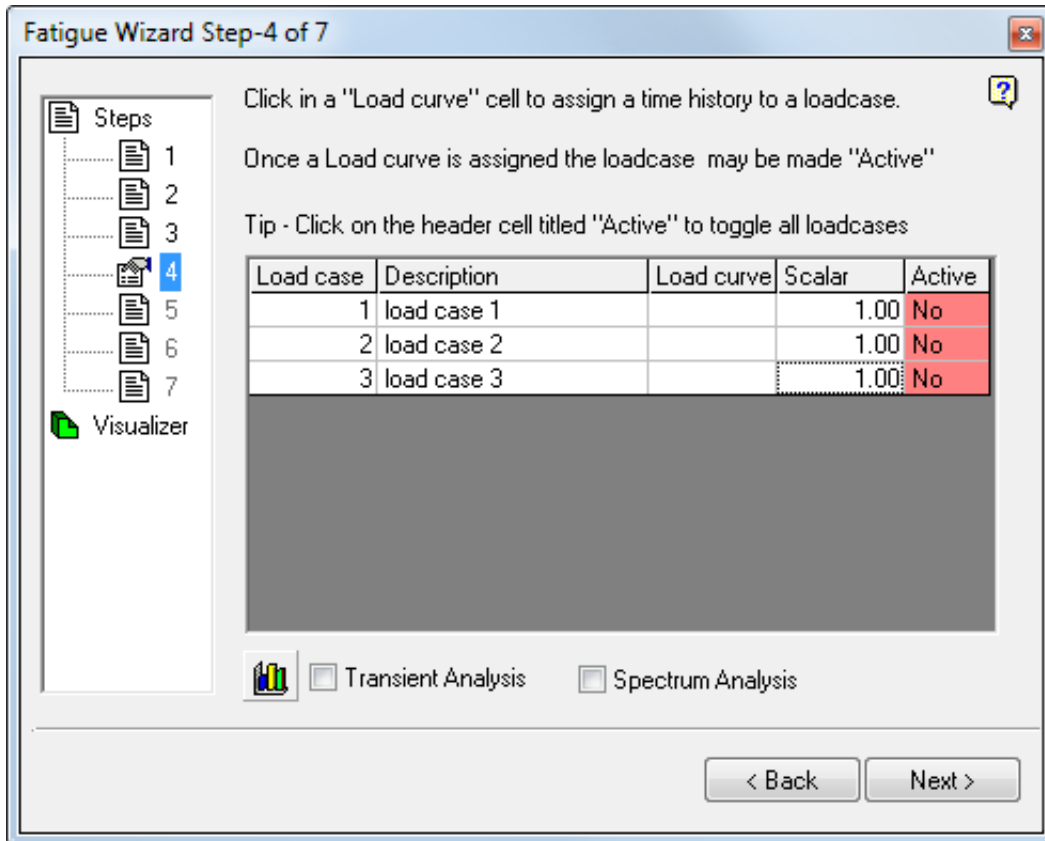 Fatigue Wizard Step-4 of 7
Steps
1
2
3
4
5
6
7
Visualizer
Click in a "Load curve" cell to assign a time history to a loadcase.
Once a Load curve is assigned the loadcase  may be made "Active"
Tip - Click on the header cell titled "Active" to toggle all loadcases
Load case Description Load curve Scalar Active
1 load case 1 1.00 No
2 load case 2 1.00 No
3 load case 3 1.00 No
Transient Analysis Spectrum Analysis
< Back Next >